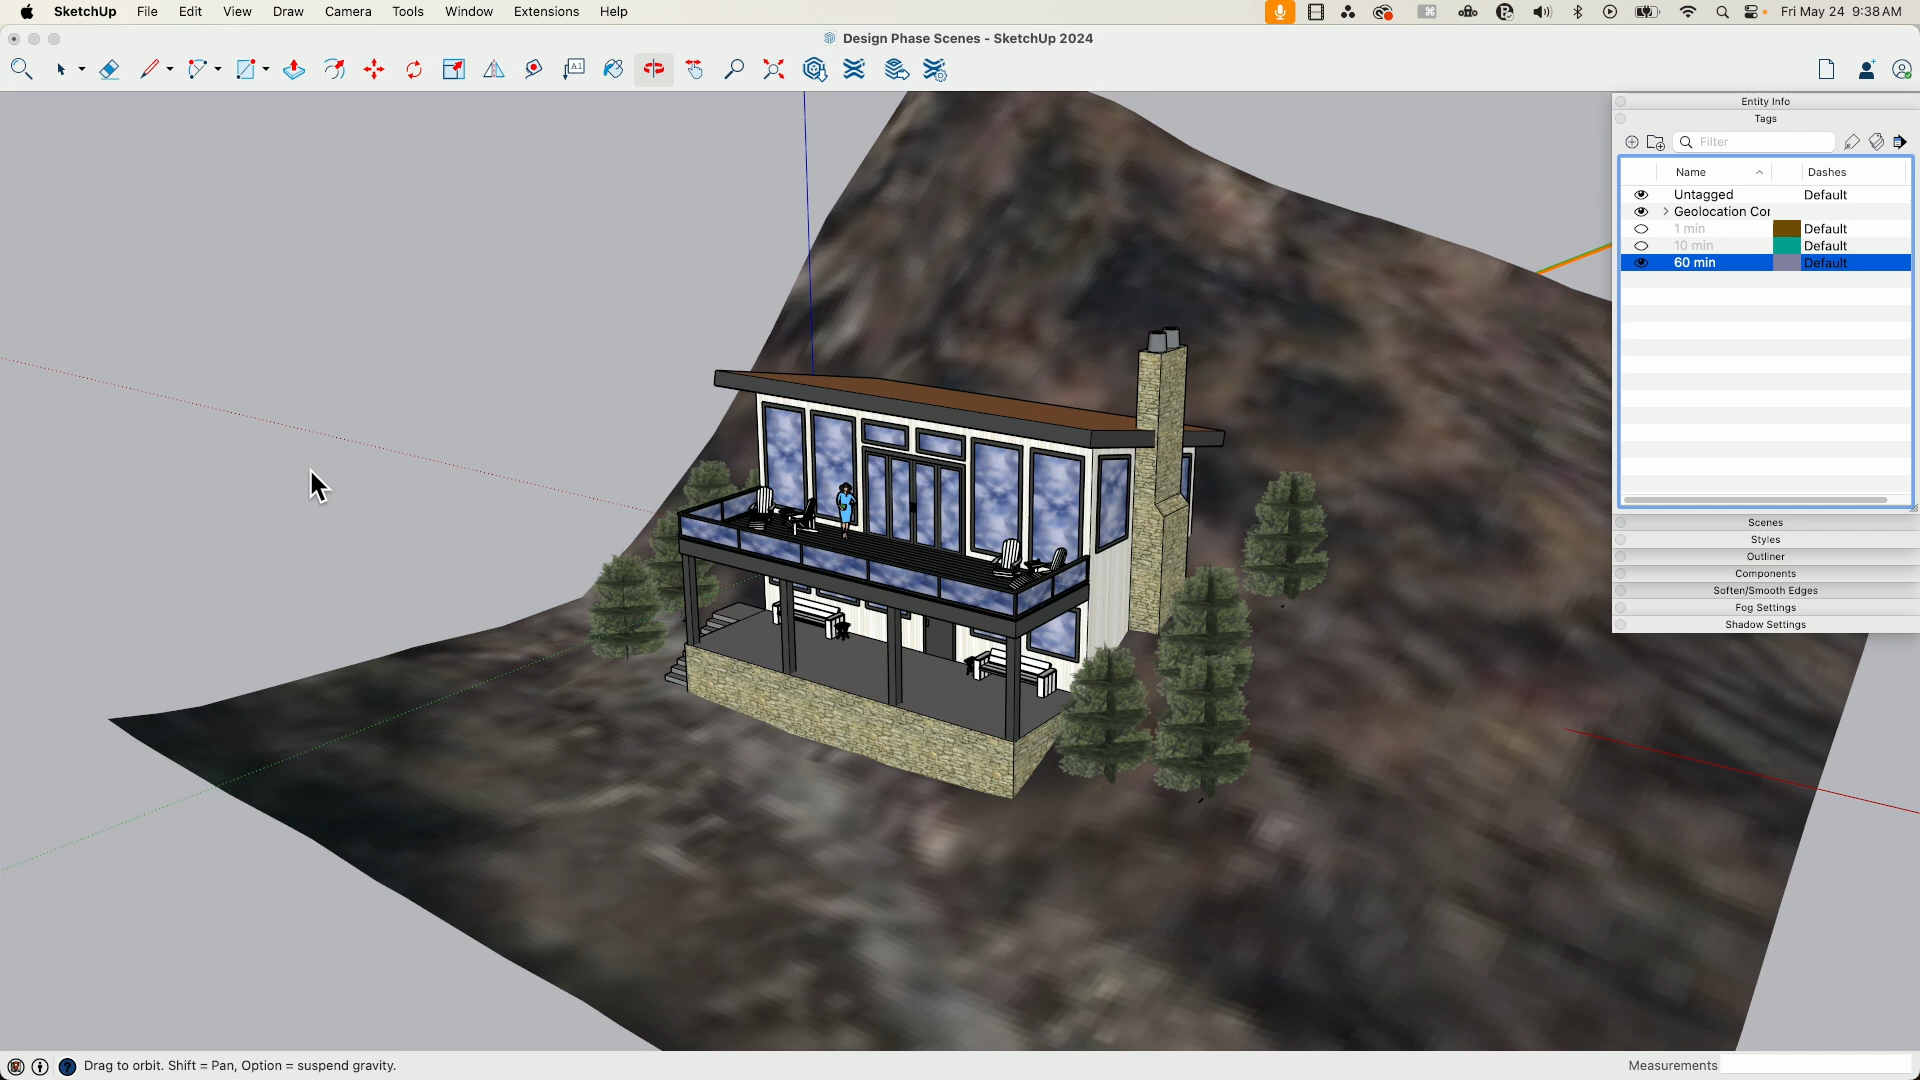 SketchUp File Edit View Draw Camera Tools Window Extensions Help Fri May 24 9:38 AM
Design Phase Scenes - SketchUp 2024
A1
Entity Info
Tags
Filter
Name Dashes
Untagged Default
Geolocation Cor
1 min Default
10 min Default
60 min Default
Scenes
Styles
Outliner
Components
Soften/Smooth Edges
Fog Settings
Shadow Settings
Drag to orbit. Shift = Pan, Option = suspend gravity. Measurements